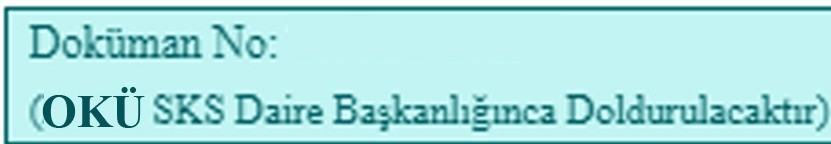 Doküman No:
(OKÜ SKS Daire Başkanlığınca Doldurulacaktır)